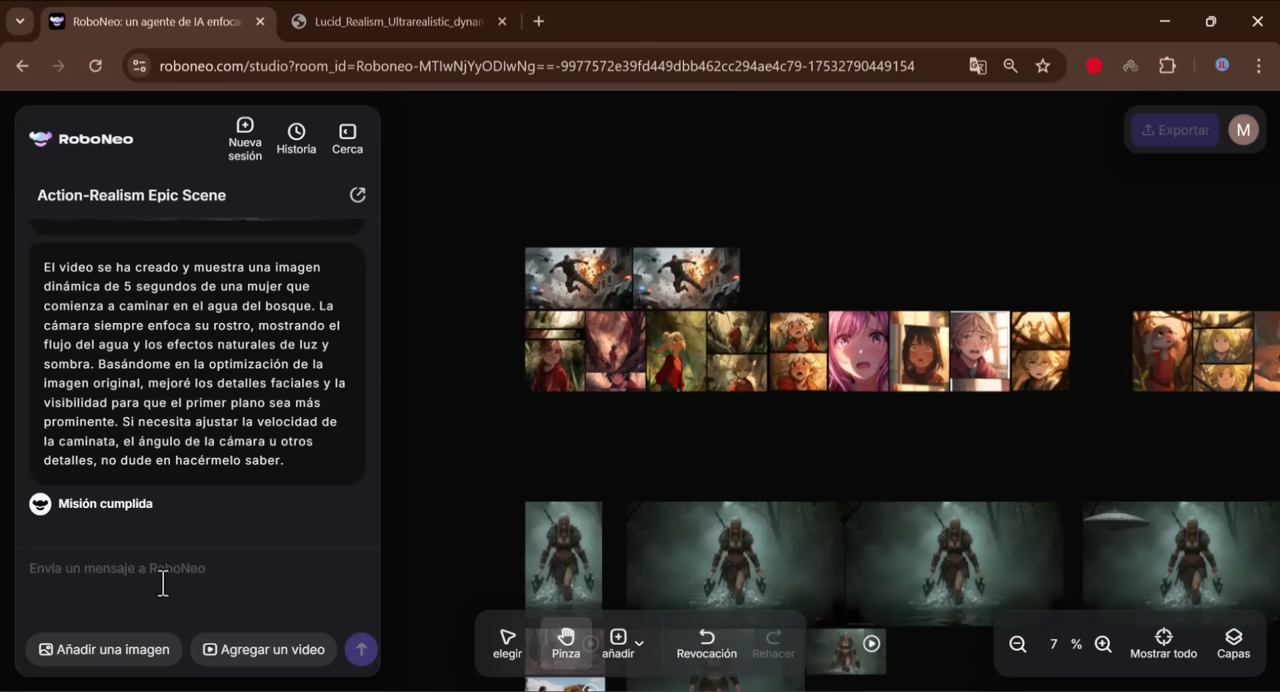 RoboNeo: un agente de IA enfoca
Lucid_Realism_Ultrarealistic_dynam
roboneo.com/studio?room_id=Roboneo-MTIwNjYyODIwNg==-9977572e39fd449dbb462cc294ae4c79-17532790449154
JL
RoboNeo
Nueva sesión
Historia
Cerca
Exportar
M
Action-Realism Epic Scene
El video se ha creado y muestra una imagen
dinámica de 5 segundos de una mujer que
comienza a caminar en el agua del bosque. La
cámara siempre enfoca su rostro, mostrando el
flujo del agua y los efectos naturales de luz y
sombra. Basándome en la optimización de la
imagen original, mejoré los detalles faciales y la
visibilidad para que el primer plano sea más
prominente. Si necesita ajustar la velocidad de
la caminata, el ángulo de la cámara u otros
detalles, no dude en hacérmelo saber.
Misión cumplida
Envía un mensaje a RoboNeo
Añadir una imagen
Agregar un video
elegir
Pinza
añadir
Revocación
Rehacer
7 %
Mostrar todo
Capas